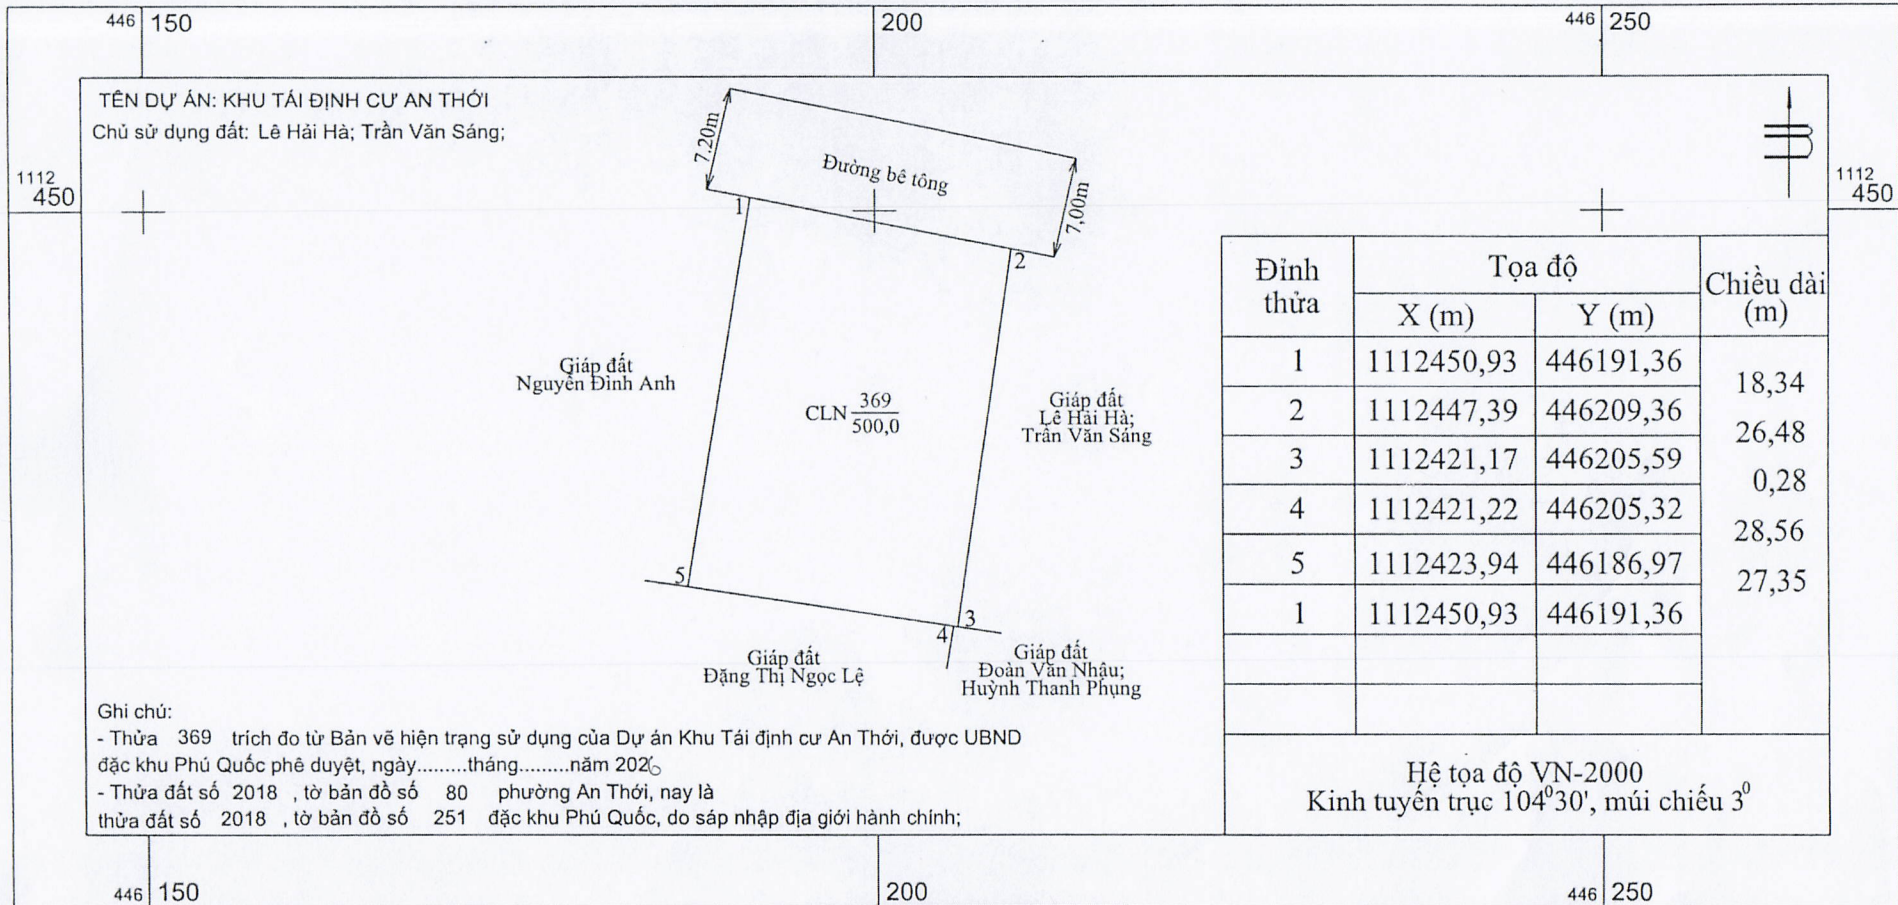 446 150
200
446 250
TÊN DỰ ÁN: KHU TÁI ĐỊNH CƯ AN THỚI
Chủ sử dụng đất: Lê Hải Hà; Trần Văn Sáng;
1112
450
1112
450
7.20m
Đường bê tông
7,00m
1
2
Giáp đất
Nguyễn Đình Anh
CLN 369
500,0
Giáp đất
Lê Hải Hà;
Trần Văn Sáng
5
3
4
Giáp đất
Đặng Thị Ngọc Lệ
Giáp đất
Đoàn Văn Nhậu;
Huỳnh Thanh Phụng
Đỉnh thửa Tọa độ Chiều dài (m)
X (m) Y (m)
1 1112450,93 446191,36
18,34
2 1112447,39 446209,36
26,48
3 1112421,17 446205,59
0,28
4 1112421,22 446205,32
28,56
5 1112423,94 446186,97
27,35
1 1112450,93 446191,36
Hệ tọa độ VN-2000
Kinh tuyến trục 104⁰30', múi chiếu 3⁰
Ghi chú:
- Thửa 369 trích đo từ Bản vẽ hiện trạng sử dụng của Dự án Khu Tái định cư An Thới, được UBND
đặc khu Phú Quốc phê duyệt, ngày.........tháng.........năm 2026
- Thửa đất số 2018 , tờ bản đồ số 80 phường An Thới, nay là
thửa đất số 2018 , tờ bản đồ số 251 đặc khu Phú Quốc, do sáp nhập địa giới hành chính;
446 150
200
446 250